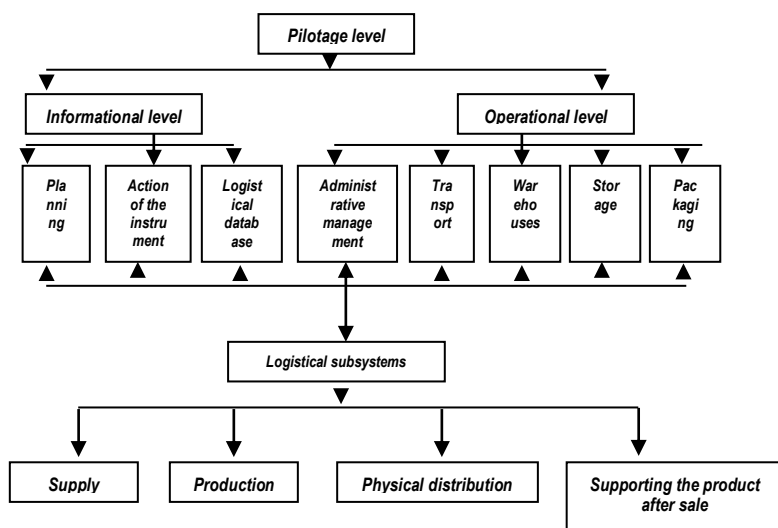 Pilotage level
Informational level
Operational level
Pla
nni
ng
Action
of the
instru
ment
Logist
ical
datab
ase
Administ
rative
manage
ment
Tra
nsp
ort
War
eho
uses
Stor
age
Pac
kagi
ng
Logistical subsystems
Supply
Production
Physical distribution
Supporting the product
after sale